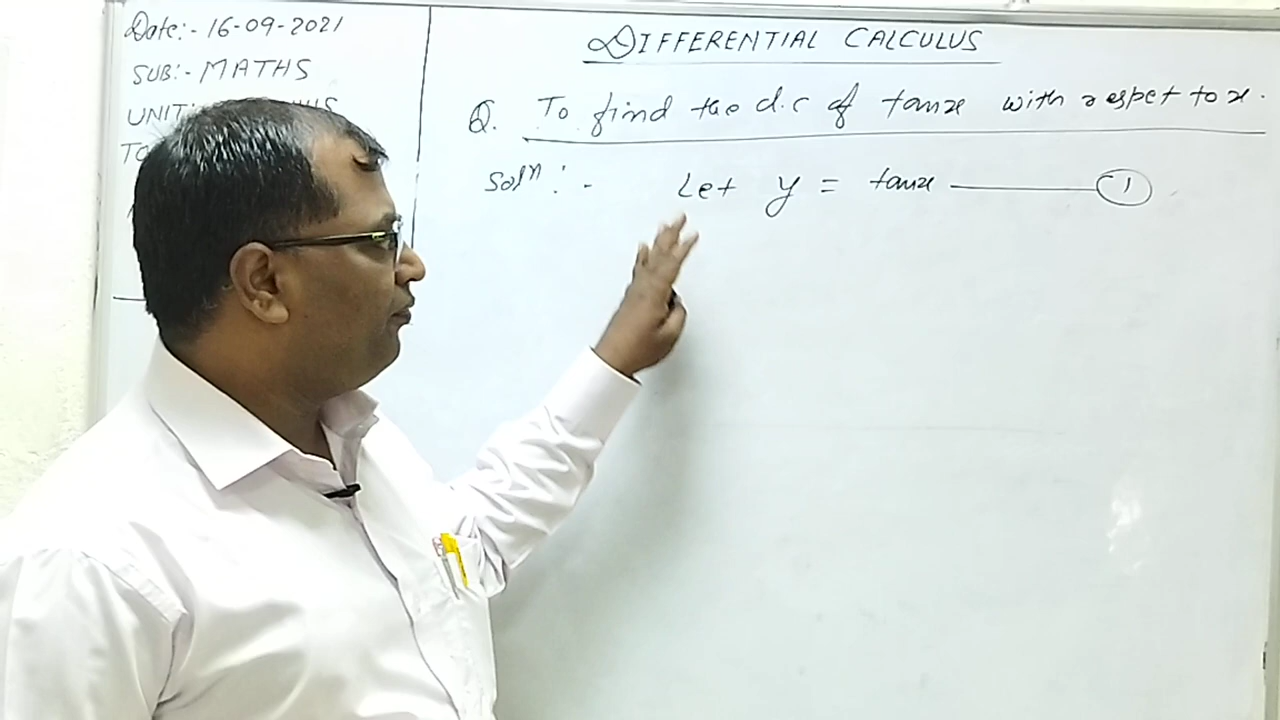 Date:- 16-09-2021
SUB:- MATHS
UNIT
DIFFERENTIAL CALCULUS
Q. To find the d.c of tanx with respet to x.
Solⁿ:- Let y = tanx ——— ①